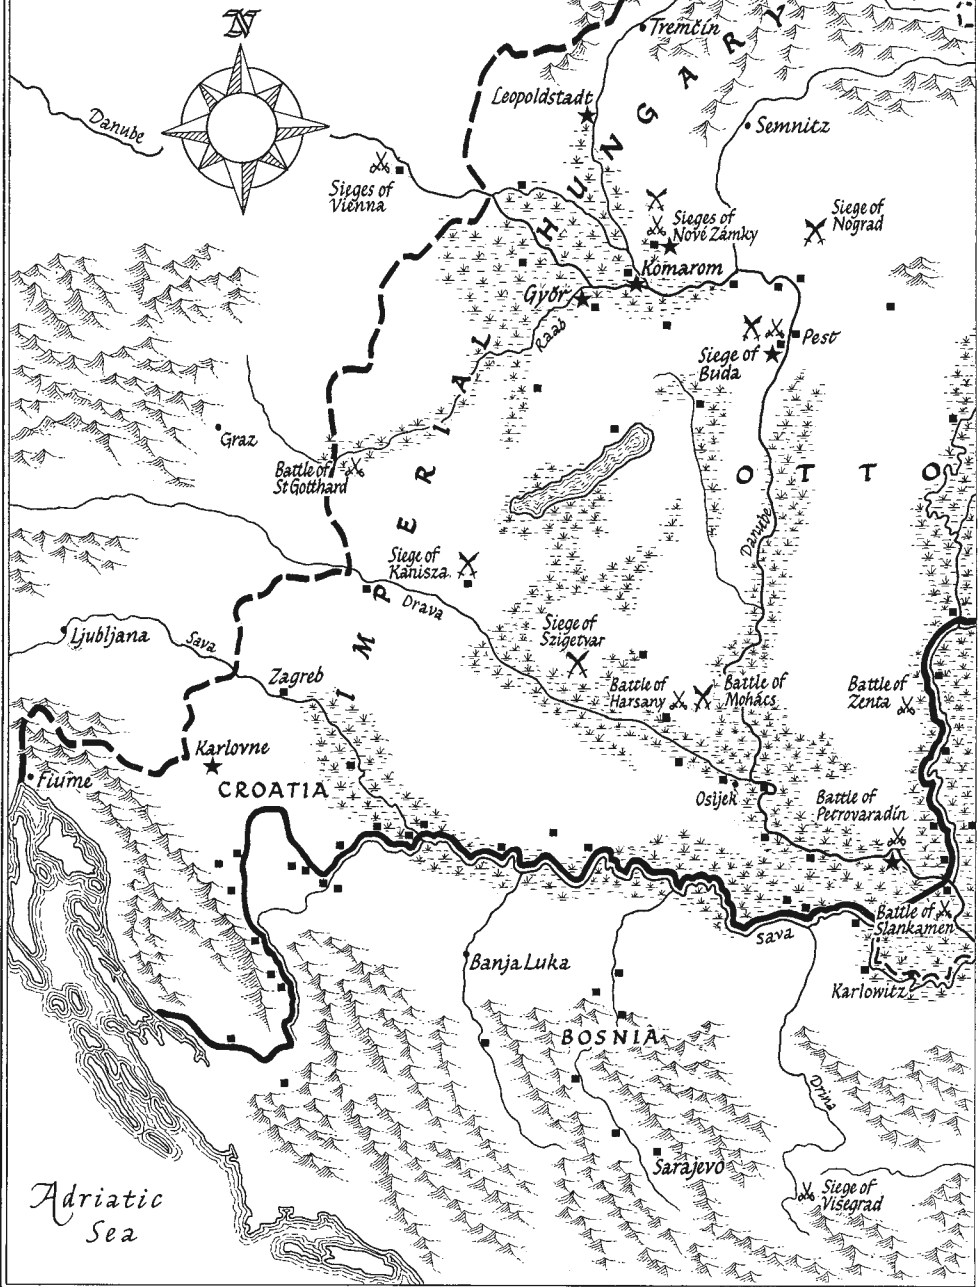 N
Tremčín
Danube
Leopoldstadt
Semnitz
Sieges of
Vienna
HUNGARY
Sieges of
Nové Zámky
Siege of
Nógrad
Komarom
Győr
Raab
Pest
Siege of
Buda
Graz
Battle of
St Gotthard
IMPERIAL
OTTO
Danube
Siege of
Kanisza
Drava
Ljubljana
Sava
Siege of
Szigetvar
Zagreb
Battle of
Harsany
Battle of
Mohács
Battle of
Zenta
Karlovne
Fiume
CROATIA
Osijek
Battle of
Petrovaradin
Battle of
Slankamen
Sava
Banja Luka
Karlowitz
BOSNIA
Drina
Sarajevo
Adriatic
Sea
Siege of
Višegrad